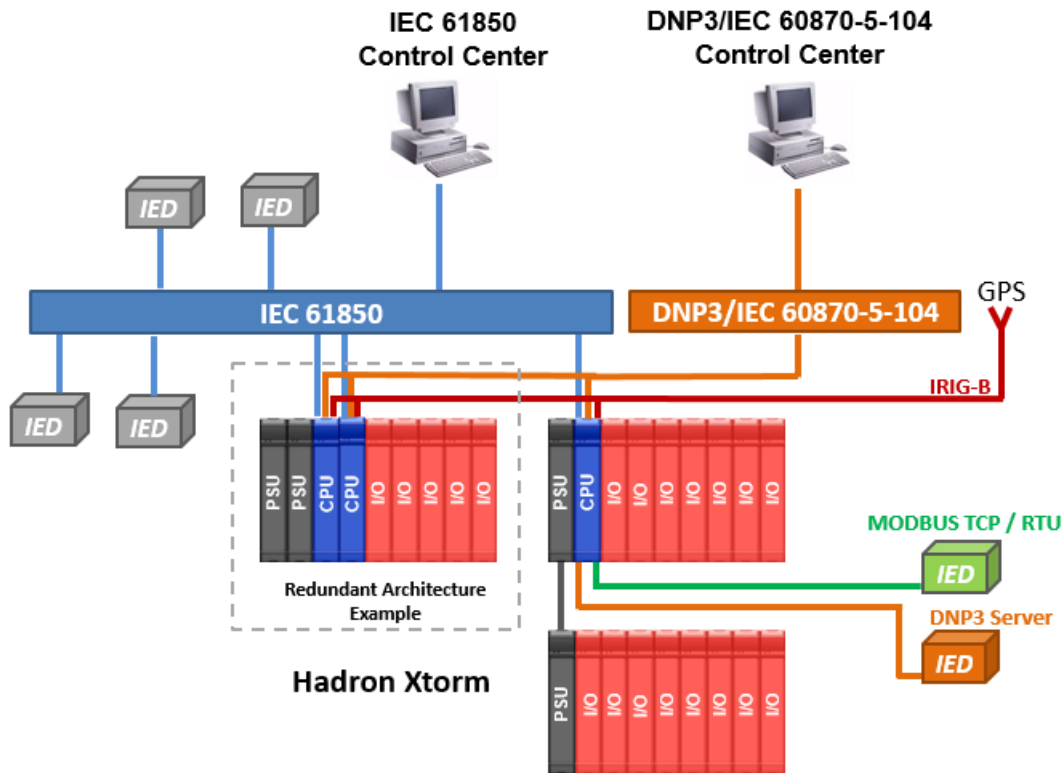 IEC 61850
Control Center
DNP3/IEC 60870-5-104
Control Center
IED
IED
IEC 61850
DNP3/IEC 60870-5-104
GPS
IRIG-B
IED
IED
PSU PSU CPU CPU I/O I/O I/O I/O I/O
PSU CPU I/O I/O I/O I/O I/O I/O I/O
Redundant Architecture
Example
MODBUS TCP / RTU
IED
DNP3 Server
IED
Hadron Xtorm
PSU I/O I/O I/O I/O I/O I/O I/O I/O